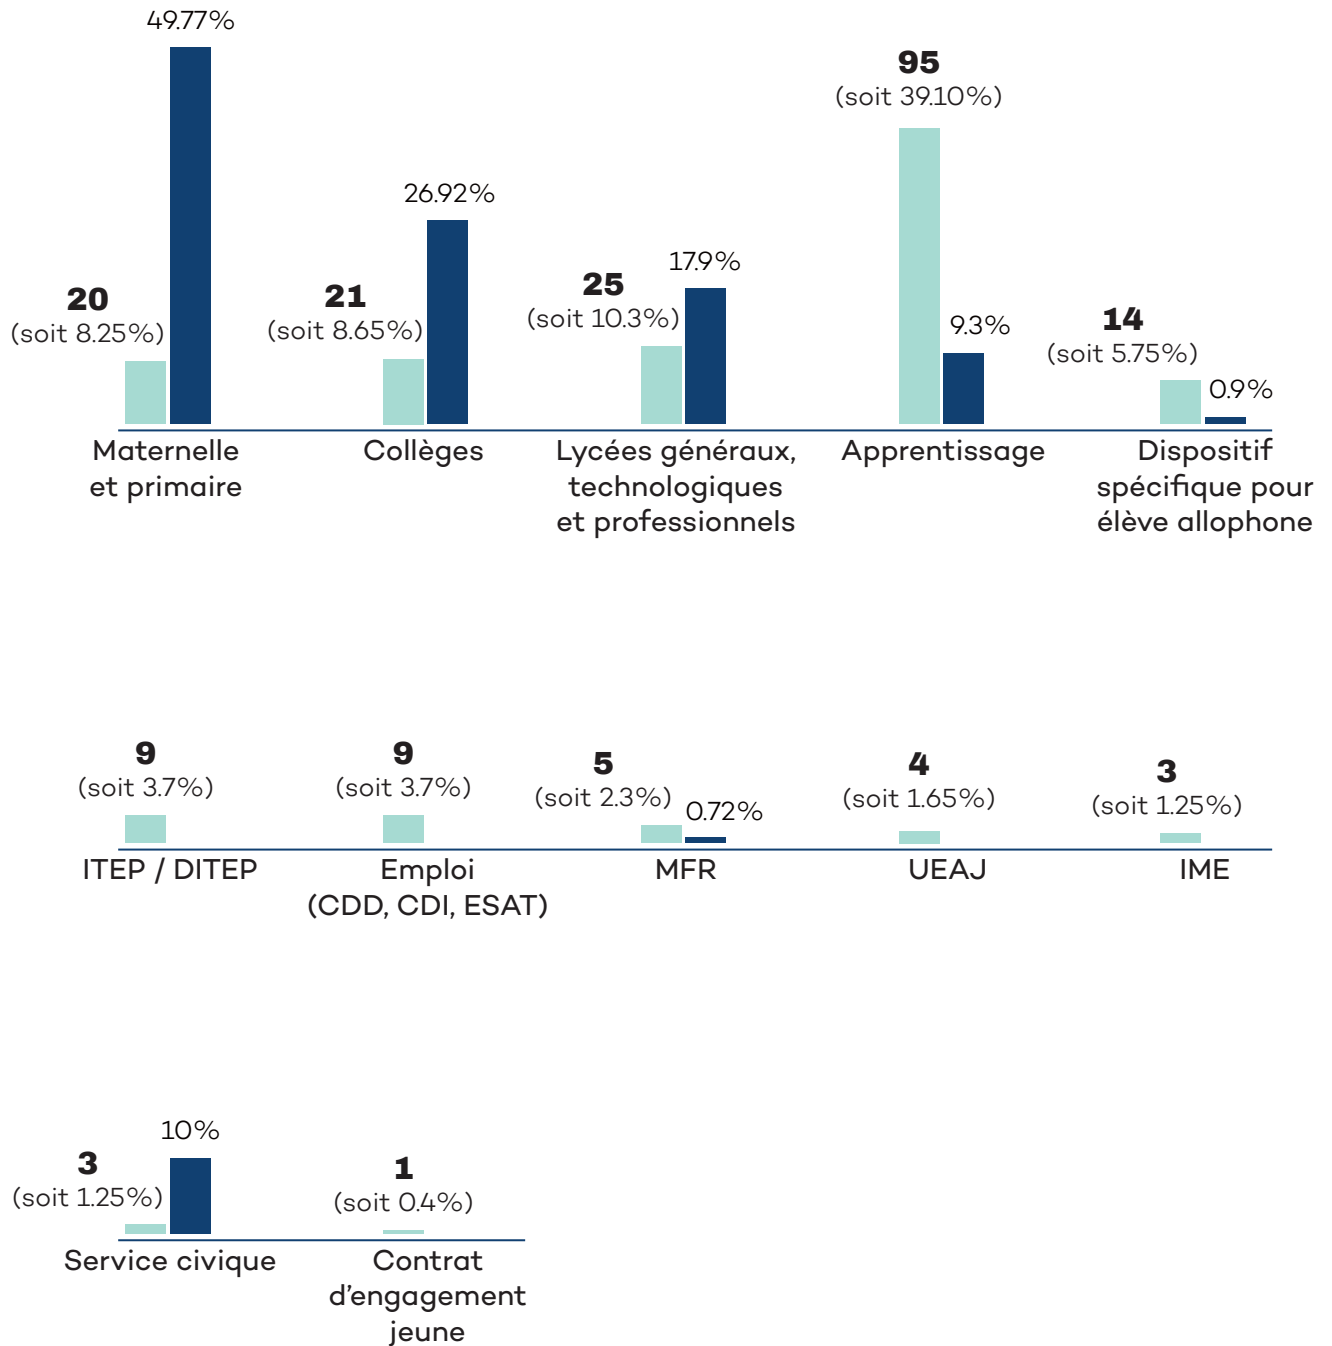 49.77%
20
(soit 8.25%)
Maternelle
et primaire
26.92%
21
(soit 8.65%)
Collèges
17.9%
25
(soit 10.3%)
Lycées généraux,
technologiques
et professionnels
95
(soit 39.10%)
9.3%
Apprentissage
14
(soit 5.75%)
0.9%
Dispositif
spécifique pour
élève allophone
9
(soit 3.7%)
ITEP / DITEP
9
(soit 3.7%)
Emploi
(CDD, CDI, ESAT)
5
(soit 2.3%)
0.72%
MFR
4
(soit 1.65%)
UEAJ
3
(soit 1.25%)
IME
10%
3
(soit 1.25%)
Service civique
1
(soit 0.4%)
Contrat
d’engagement
jeune